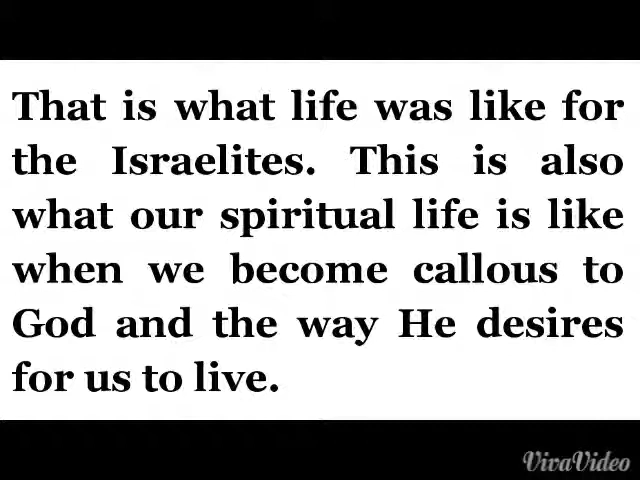 That is what life was like for
the Israelites. This is also
what our spiritual life is like
when we become callous to
God and the way He desires
for us to live.
VivaVideo